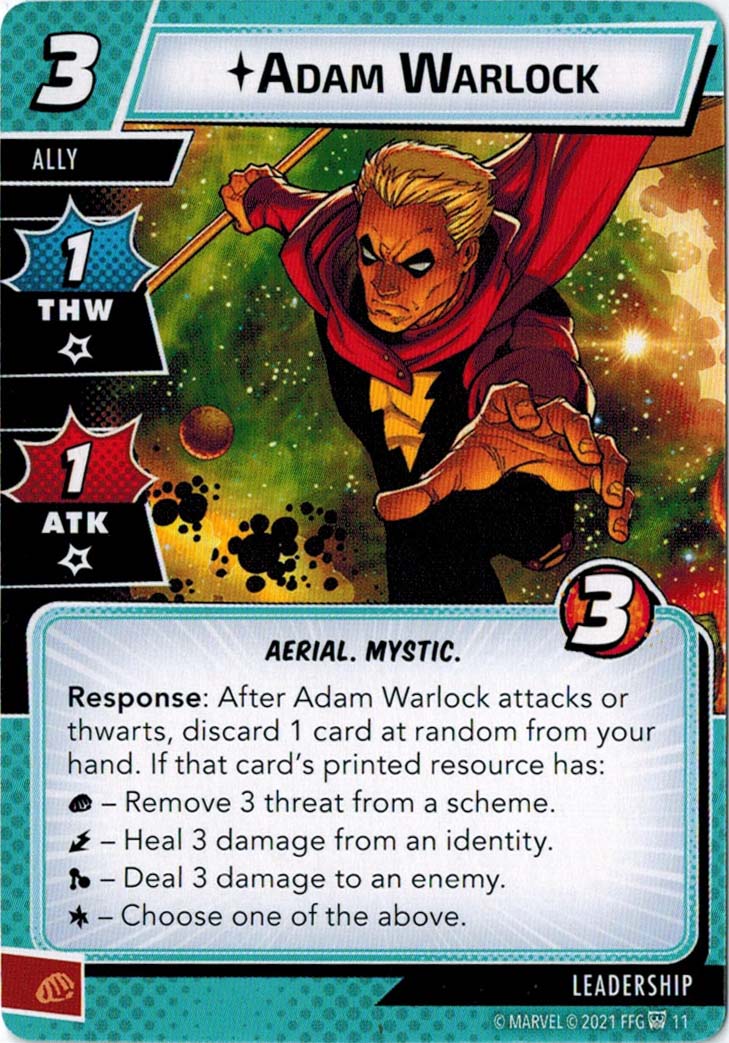 3
ADAM WARLOCK
ALLY
1
THW
1
ATK
3
AERIAL. MYSTIC.
Response: After Adam Warlock attacks or
thwarts, discard 1 card at random from your
hand. If that card’s printed resource has:
– Remove 3 threat from a scheme.
– Heal 3 damage from an identity.
– Deal 3 damage to an enemy.
– Choose one of the above.
LEADERSHIP
© MARVEL © 2021 FFG 11